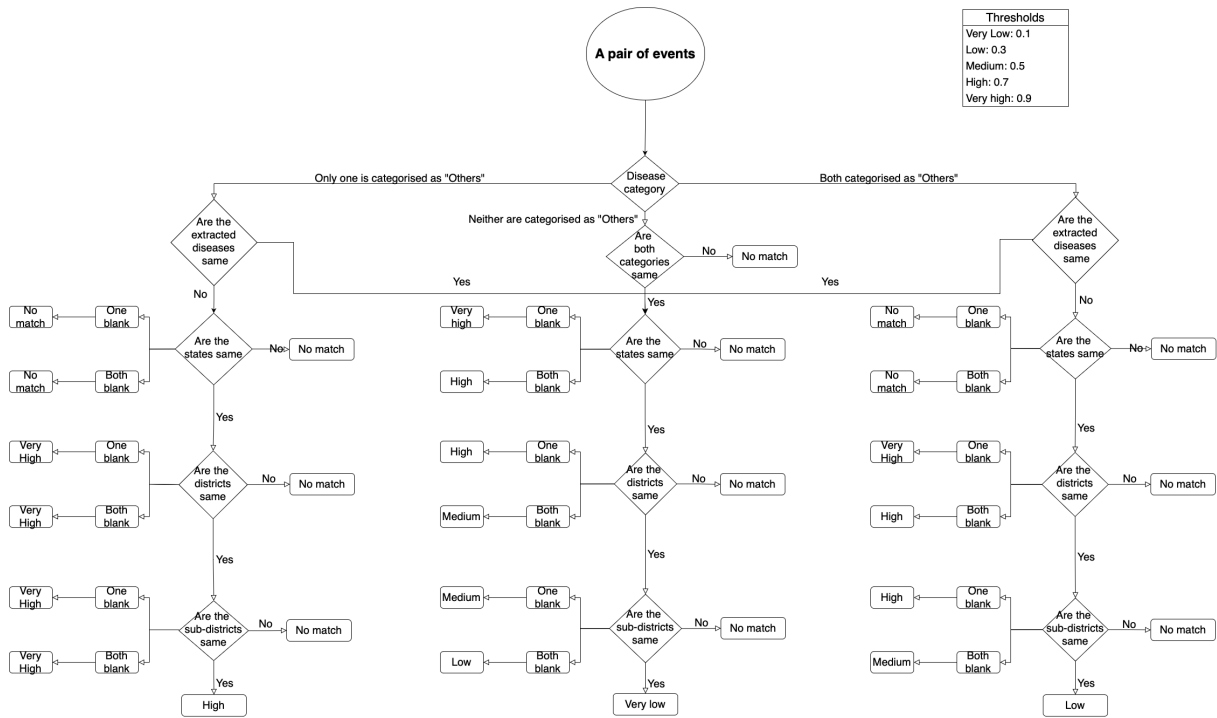 A pair of events
Thresholds
Very Low: 0.1
Low: 0.3
Medium: 0.5
High: 0.7
Very high: 0.9
Disease
category
Only one is categorised as "Others"
Neither are categorised as "Others"
Both categorised as "Others"
Are the
extracted
diseases
same
No
Yes
Are
both
categories
same
No
No match
Yes
Are the
extracted
diseases
same
Yes
No
Are the
states same
No
No match
One
blank
No
match
Both
blank
No
match
Yes
Are the
districts
same
No
No match
One
blank
Very
High
Both
blank
Very
High
Yes
Are the
sub-districts
same
No
No match
One
blank
Very
High
Both
blank
Very
High
Yes
High
Are the
states same
No
No match
One
blank
Very
high
Both
blank
High
Yes
Are the
districts
same
No
No match
One
blank
High
Both
blank
Medium
Yes
Are the
sub-districts
same
No
No match
One
blank
Medium
Both
blank
Low
Yes
Very low
Are the
states same
No
No match
One
blank
No
match
Both
blank
No
match
Yes
Are the
districts
same
No
No match
One
blank
Very
High
Both
blank
High
Yes
Are the
sub-districts
same
No
No match
One
blank
High
Both
blank
Medium
Yes
Low